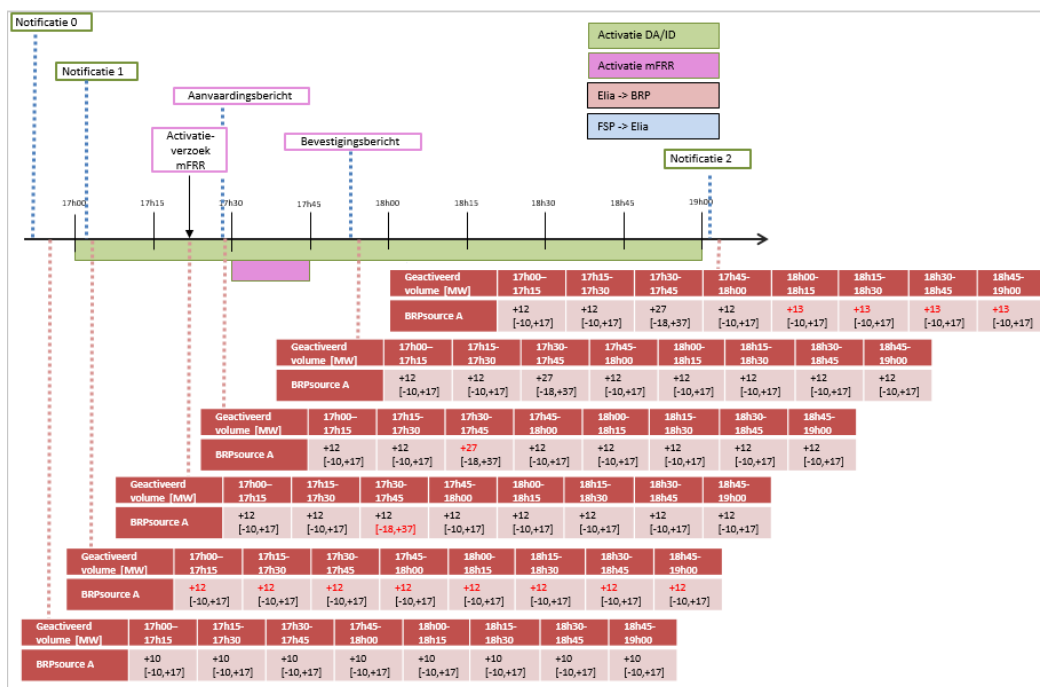 Notificatie 0
Notificatie 1
Aanvaardingsbericht
Activatie-
verzoek
mFRR
Bevestigingsbericht
Notificatie 2
Activatie DA/ID
Activatie mFRR
Elia -> BRP
FSP -> Elia
17h00 17h15 17h30 17h45 18h00 18h15 18h30 18h45 19h00
Geactiveerd 17h00– 17h15- 17h30- 17h45- 18h00- 18h15- 18h30- 18h45-
volume [MW] 17h15 17h30 17h45 18h00 18h15 18h30 18h45 19h00
BRPsource A +12 +12 +27 +12 +13 +13 +13 +13
[-10,+17] [-10,+17] [-18,+37] [-10,+17] [-10,+17] [-10,+17] [-10,+17] [-10,+17]
Geactiveerd 17h00– 17h15- 17h30- 17h45- 18h00- 18h15- 18h30- 18h45-
volume [MW] 17h15 17h30 17h45 18h00 18h15 18h30 18h45 19h00
BRPsource A +12 +12 +27 +12 +12 +12 +12 +12
[-10,+17] [-10,+17] [-18,+37] [-10,+17] [-10,+17] [-10,+17] [-10,+17] [-10,+17]
Geactiveerd 17h00– 17h15- 17h30- 17h45- 18h00- 18h15- 18h30- 18h45-
volume [MW] 17h15 17h30 17h45 18h00 18h15 18h30 18h45 19h00
BRPsource A +12 +12 +27 +12 +12 +12 +12 +12
[-10,+17] [-10,+17] [-18,+37] [-10,+17] [-10,+17] [-10,+17] [-10,+17] [-10,+17]
Geactiveerd 17h00– 17h15- 17h30- 17h45- 18h00- 18h15- 18h30- 18h45-
volume [MW] 17h15 17h30 17h45 18h00 18h15 18h30 18h45 19h00
BRPsource A +12 +12 +12 +12 +12 +12 +12 +12
[-10,+17] [-10,+17] [-18,+37] [-10,+17] [-10,+17] [-10,+17] [-10,+17] [-10,+17]
Geactiveerd 17h00– 17h15- 17h30- 17h45- 18h00- 18h15- 18h30- 18h45-
volume [MW] 17h15 17h30 17h45 18h00 18h15 18h30 18h45 19h00
BRPsource A +12 +12 +12 +12 +12 +12 +12 +12
[-10,+17] [-10,+17] [-10,+17] [-10,+17] [-10,+17] [-10,+17] [-10,+17] [-10,+17]
Geactiveerd 17h00– 17h15- 17h30- 17h45- 18h00- 18h15- 18h30- 18h45-
volume [MW] 17h15 17h30 17h45 18h00 18h15 18h30 18h45 19h00
BRPsource A +10 +10 +10 +10 +10 +10 +10 +10
[-10,+17] [-10,+17] [-10,+17] [-10,+17] [-10,+17] [-10,+17] [-10,+17] [-10,+17]